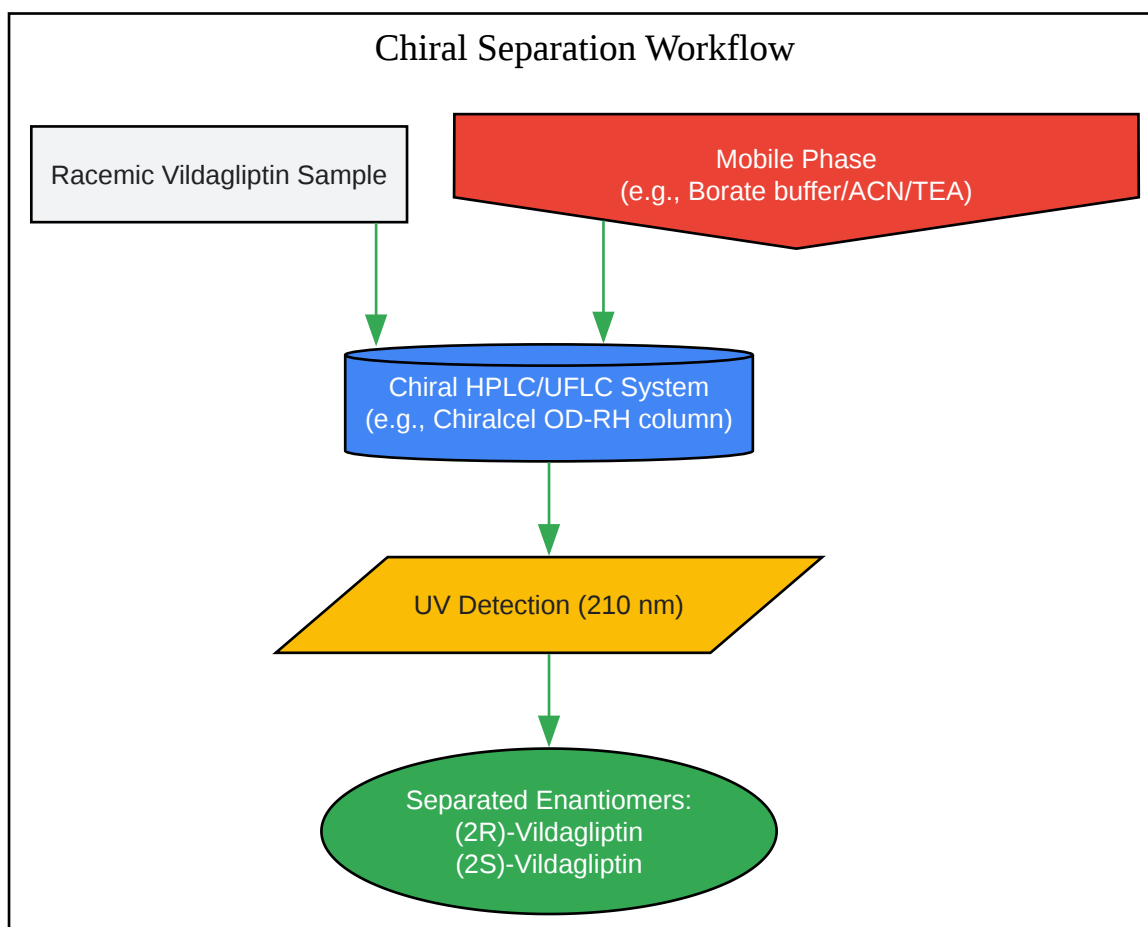 Chiral Separation Workflow
Racemic Vildagliptin Sample
Mobile Phase
(e.g., Borate buffer/ACN/TEA)
Chiral HPLC/UFLC System
(e.g., Chiralcel OD-RH column)
UV Detection (210 nm)
Separated Enantiomers:
(2R)-Vildagliptin
(2S)-Vildagliptin